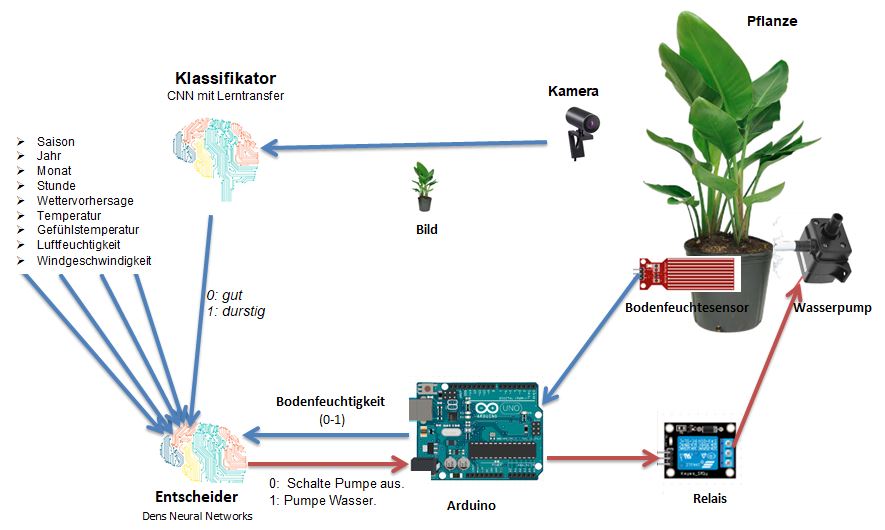 Pflanze
Klassifikator
CNN mit Lerntransfer
Kamera
Saison
Jahr
Monat
Stunde
Wettervorhersage
Temperatur
Gefühlstemperatur
Luftfeuchtigkeit
Windgeschwindigkeit
Bild
0: gut
1: durstig
Bodenfeuchtesensor
Wasserpump
Bodenfeuchtigkeit
(0-1)
UNO
ARDUINO
0: Schalte Pumpe aus.
1: Pumpe Wasser.
Entscheider
Dens Neural Networks
Arduino
Relais